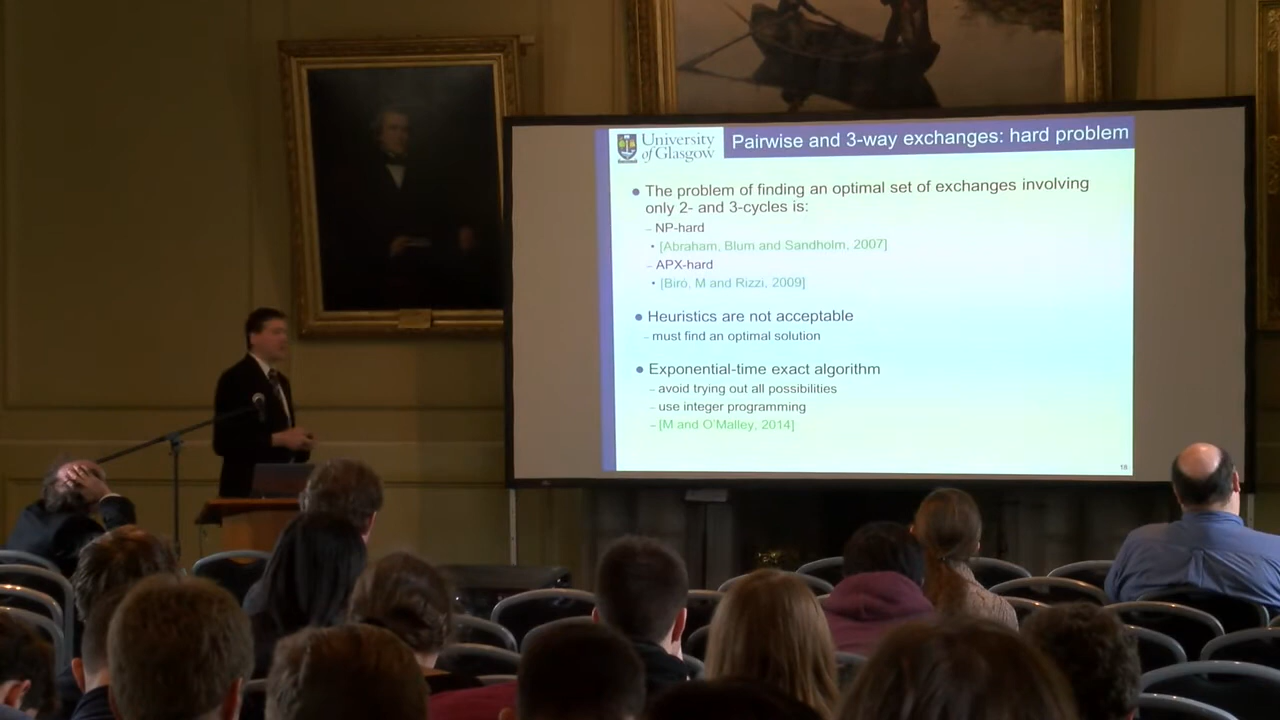 University
of Glasgow
Pairwise and 3-way exchanges: hard problem
● The problem of finding an optimal set of exchanges involving
only 2- and 3-cycles is:
– NP-hard
• [Abraham, Blum and Sandholm, 2007]
– APX-hard
• [Biró, M and Rizzi, 2009]
● Heuristics are not acceptable
– must find an optimal solution
● Exponential-time exact algorithm
– avoid trying out all possibilities
– use integer programming
– [M and O'Malley, 2014]
18